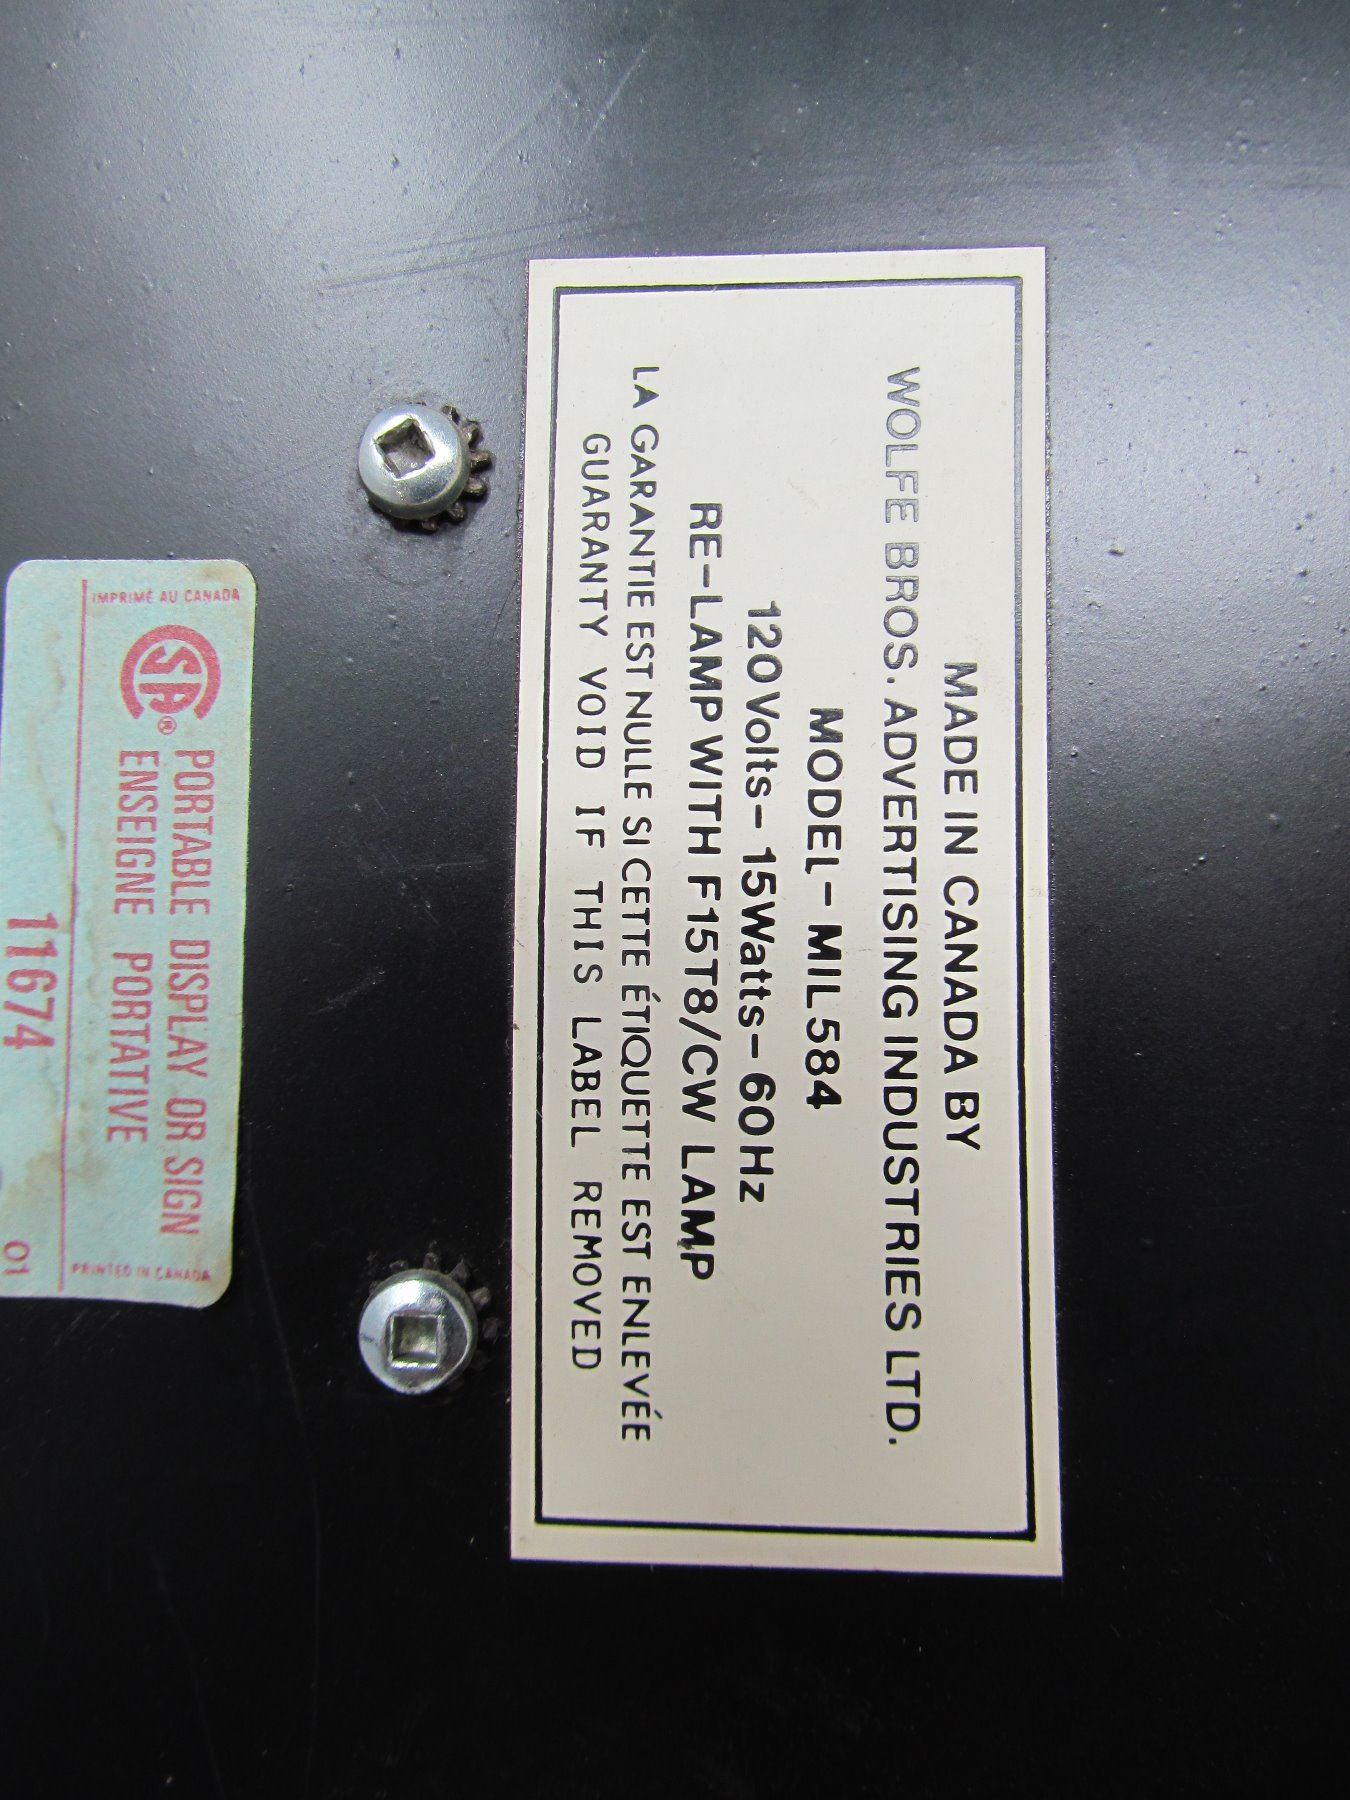 MADE IN CANADA BY
WOLFE BROS. ADVERTISING INDUSTRIES LTD.
MODEL-MIL584
120Volts-15Watts-60Hz
RE-LAMP WITH F15T8/CW LAMP
LA GARANTIE EST NULLE SI CETTE ÉTIQUETTE EST ENLEVÉE
GUARANTY VOID IF THIS LABEL REMOVED
IMPRIMÉ AU CANADA
SA®
PORTABLE DISPLAY OR SIGN
ENSEIGNE PORTATIVE
PRINTED IN CANADA
11674
01